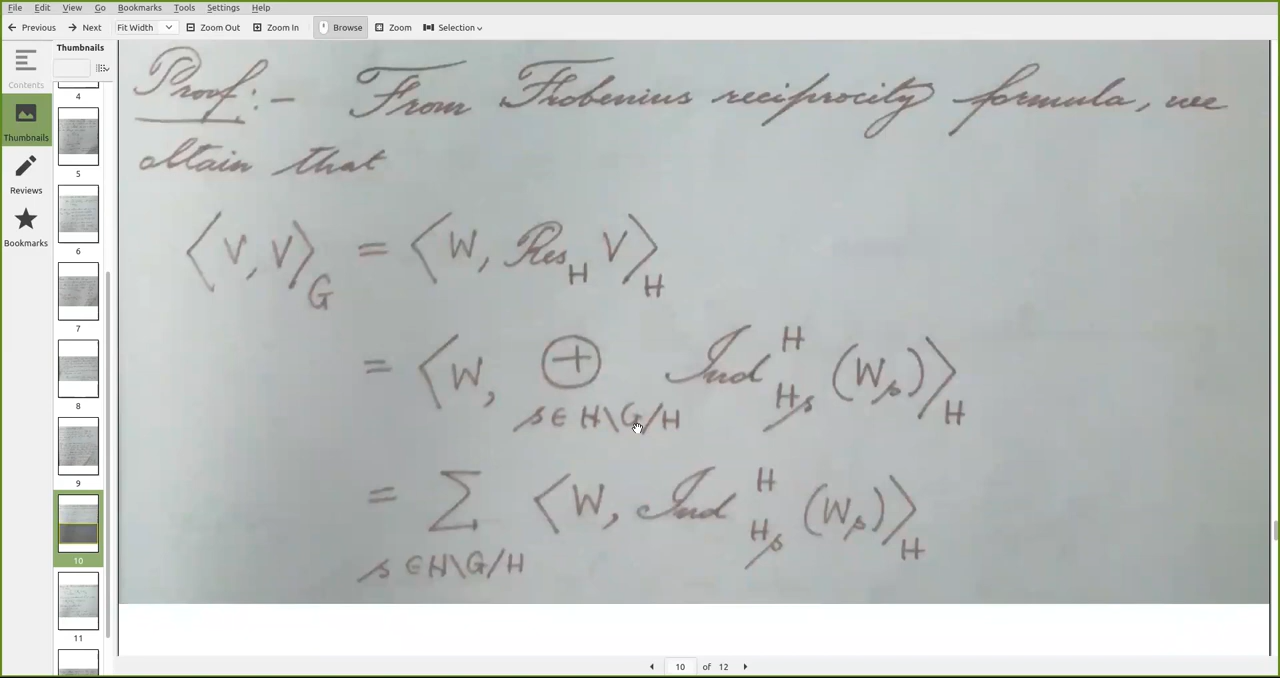 File Edit View Go Bookmarks Tools Settings Help
Previous Next Fit Width Zoom Out Zoom In Browse Zoom Selection
Thumbnails
Contents
Thumbnails
Reviews
Bookmarks
4
5
6
7
8
9
10
11
Proof:- From Frobenius reciprocity formula, we
obtain that
⟨V, V⟩_G = ⟨W, Res_H V⟩_H
= ⟨W, ⊕_{s∈H\G/H} Ind_{H_s}^H (W_s)⟩_H
= Σ_{s∈H\G/H} ⟨W, Ind_{H_s}^H (W_s)⟩_H
10 of 12